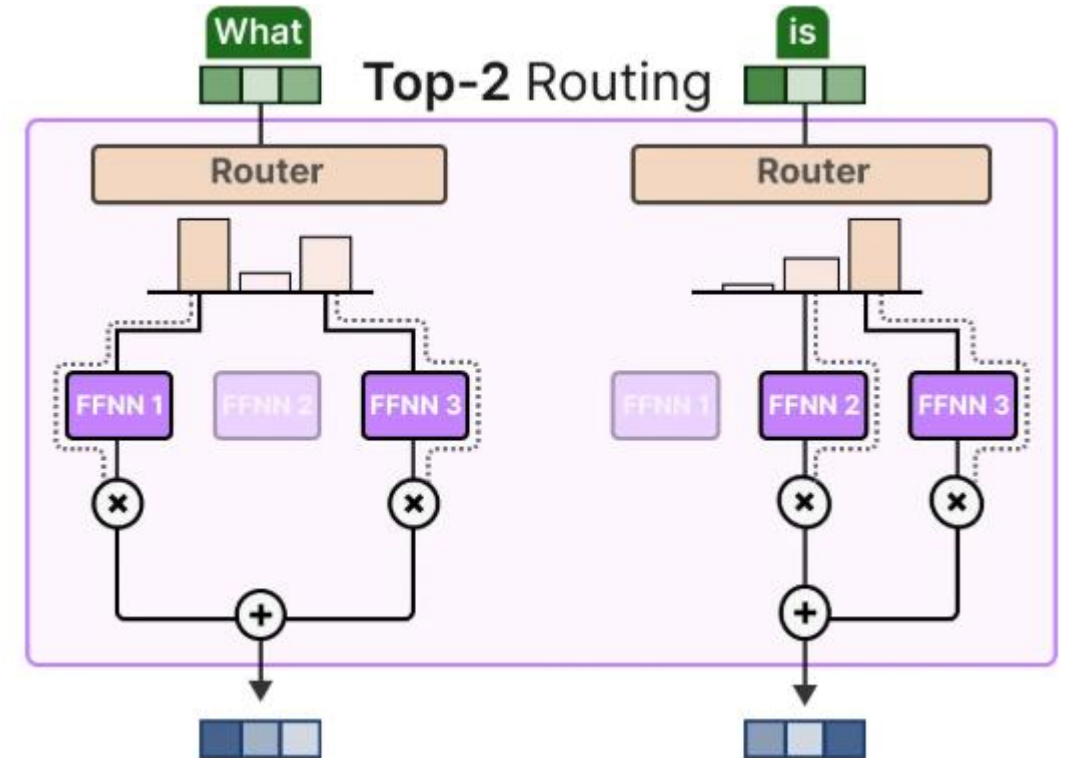 What
is
Top-2 Routing
Router
Router
FFNN 1
FFNN 2
FFNN 3
FFNN 1
FFNN 2
FFNN 3